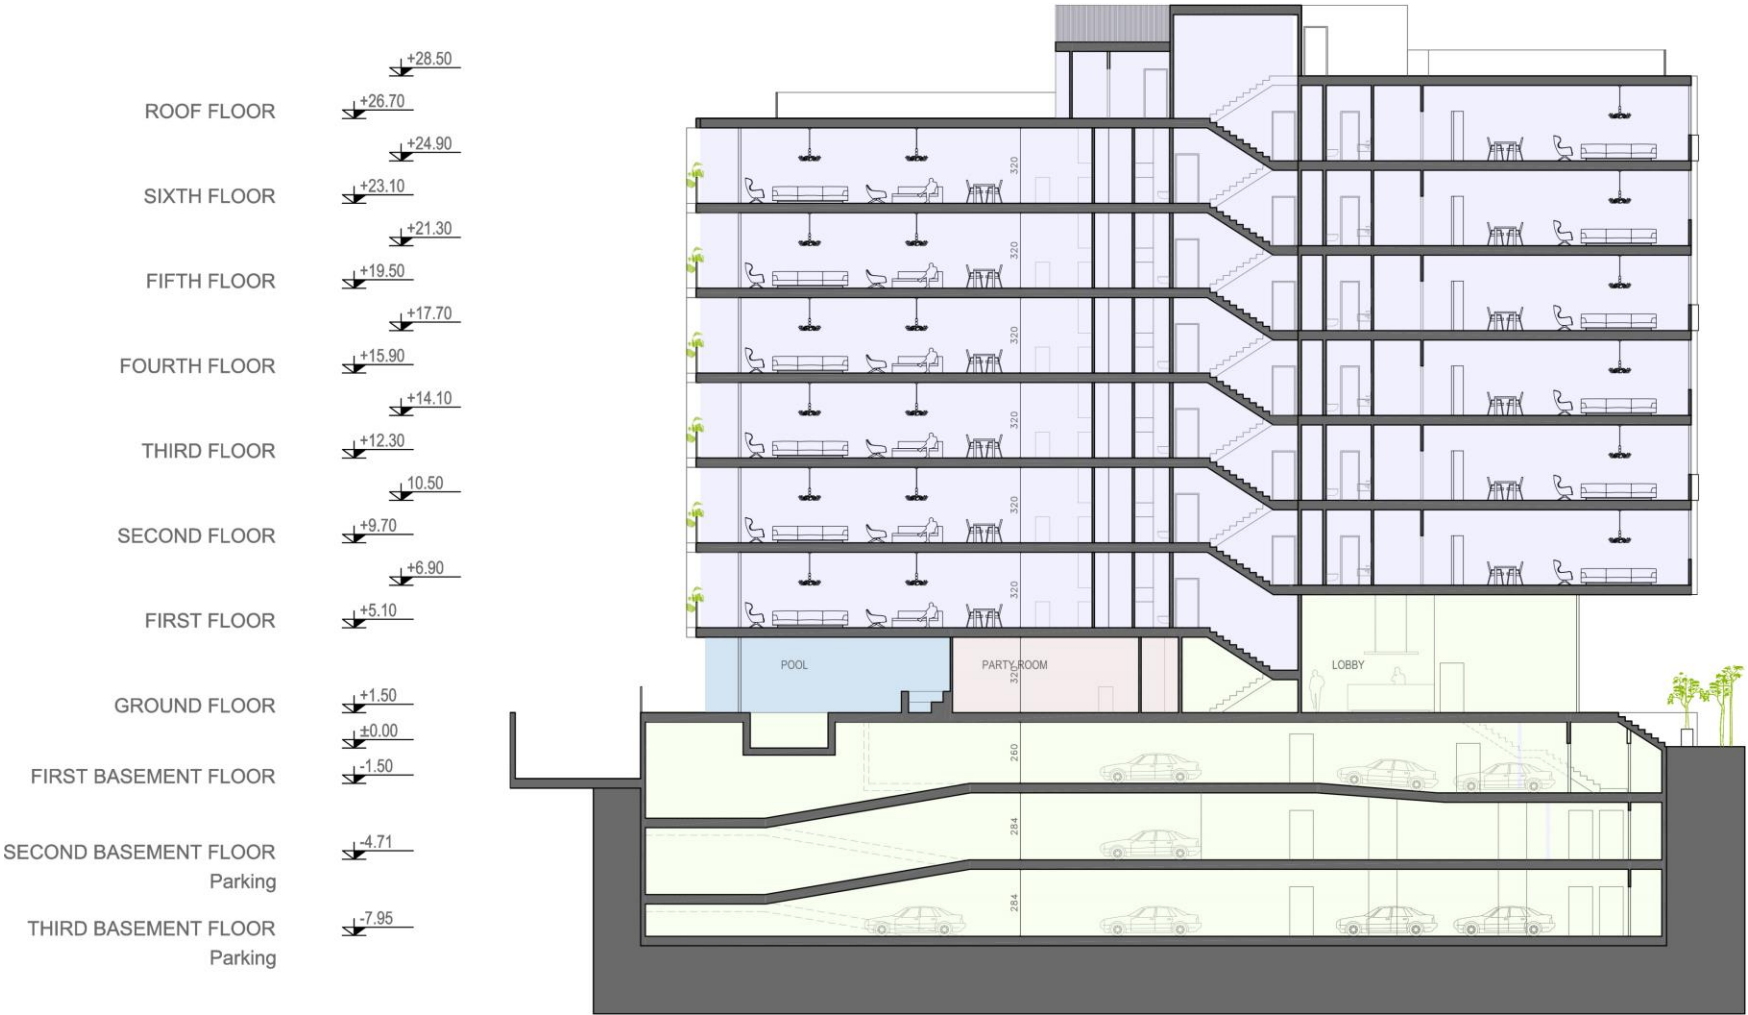 +28.50
ROOF FLOOR +26.70
+24.90
SIXTH FLOOR +23.10
+21.30
FIFTH FLOOR +19.50
+17.70
FOURTH FLOOR +15.90
+14.10
THIRD FLOOR +12.30
10.50
SECOND FLOOR +9.70
+6.90
FIRST FLOOR +5.10
GROUND FLOOR +1.50
±0.00
FIRST BASEMENT FLOOR -1.50
SECOND BASEMENT FLOOR -4.71
Parking
THIRD BASEMENT FLOOR -7.95
Parking
320
320
320
320
320
320
POOL
PARTY ROOM
320
LOBBY
260
284
284